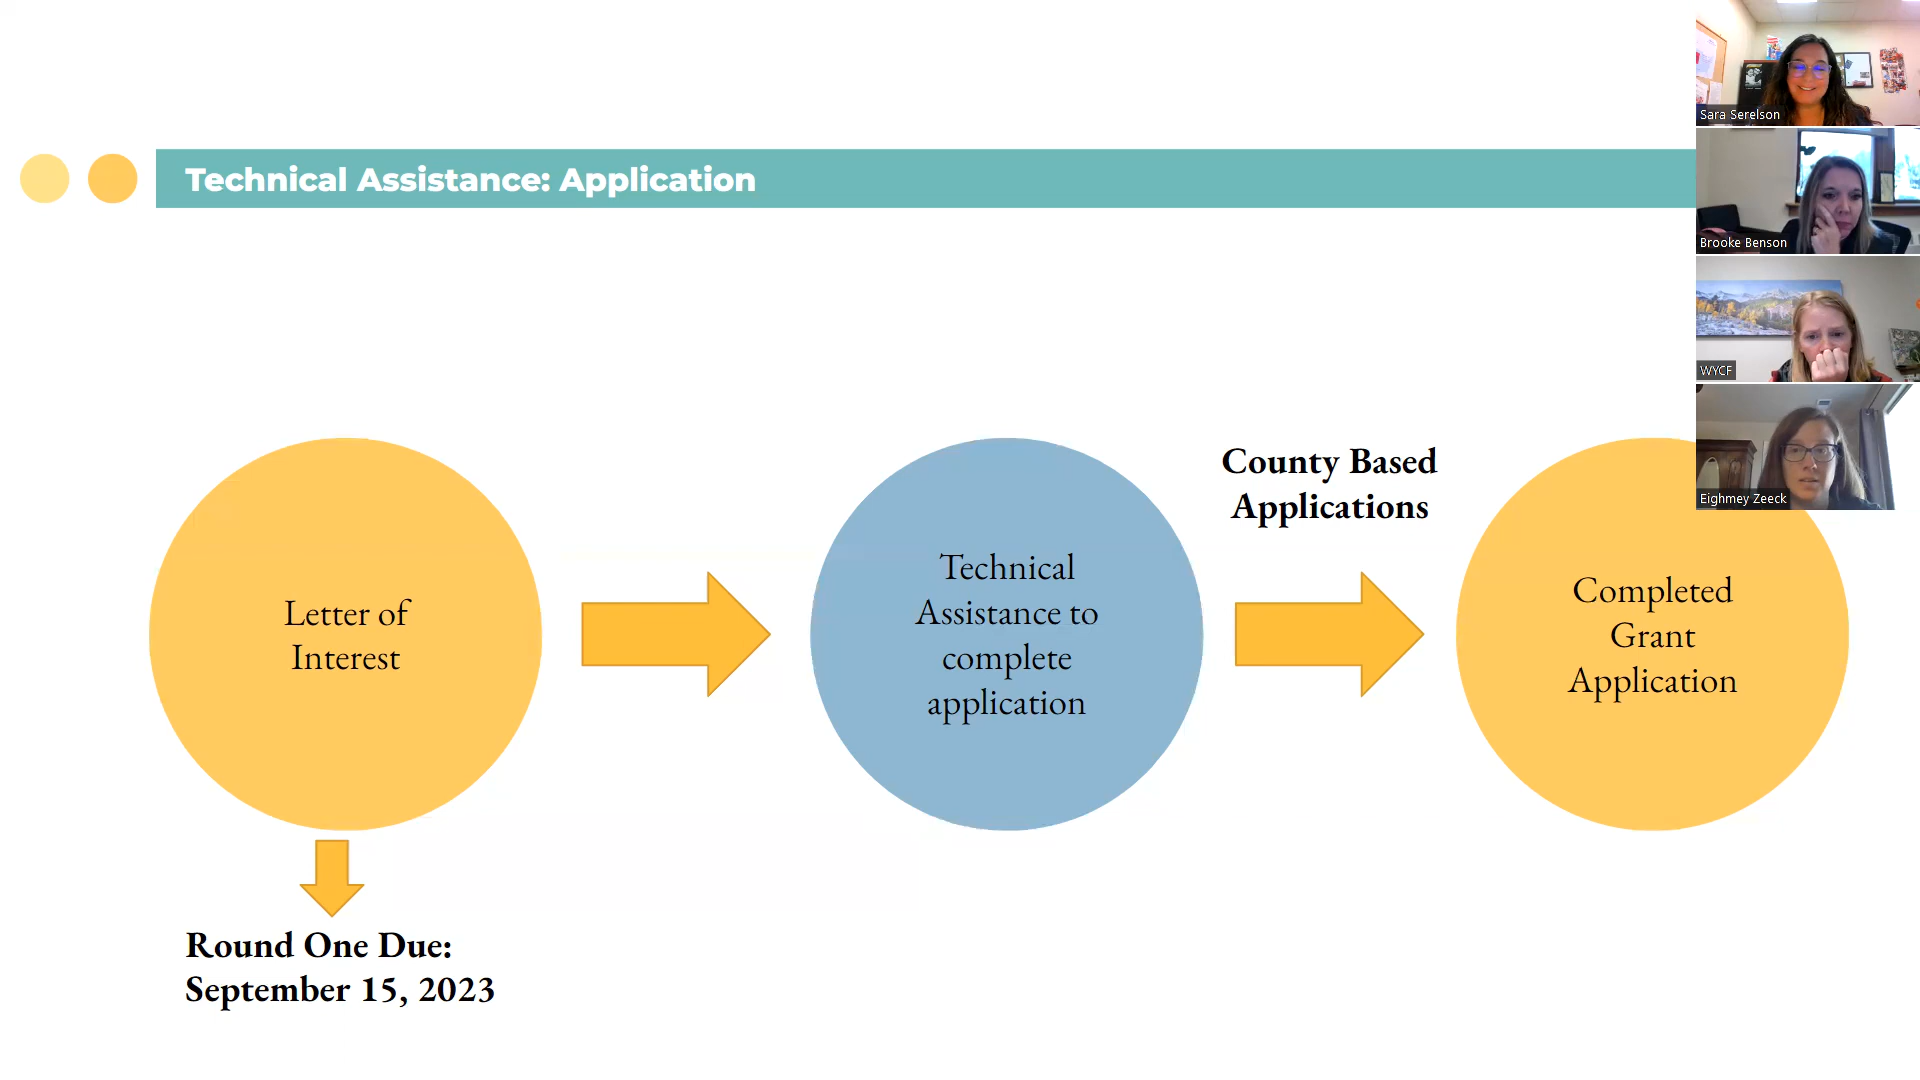 Technical Assistance: Application
Sara Serelson
Brooke Benson
WYCF
Eighmey Zeeck
Letter of
Interest
Technical
Assistance to
complete
application
County Based
Applications
Completed
Grant
Application
Round One Due:
September 15, 2023